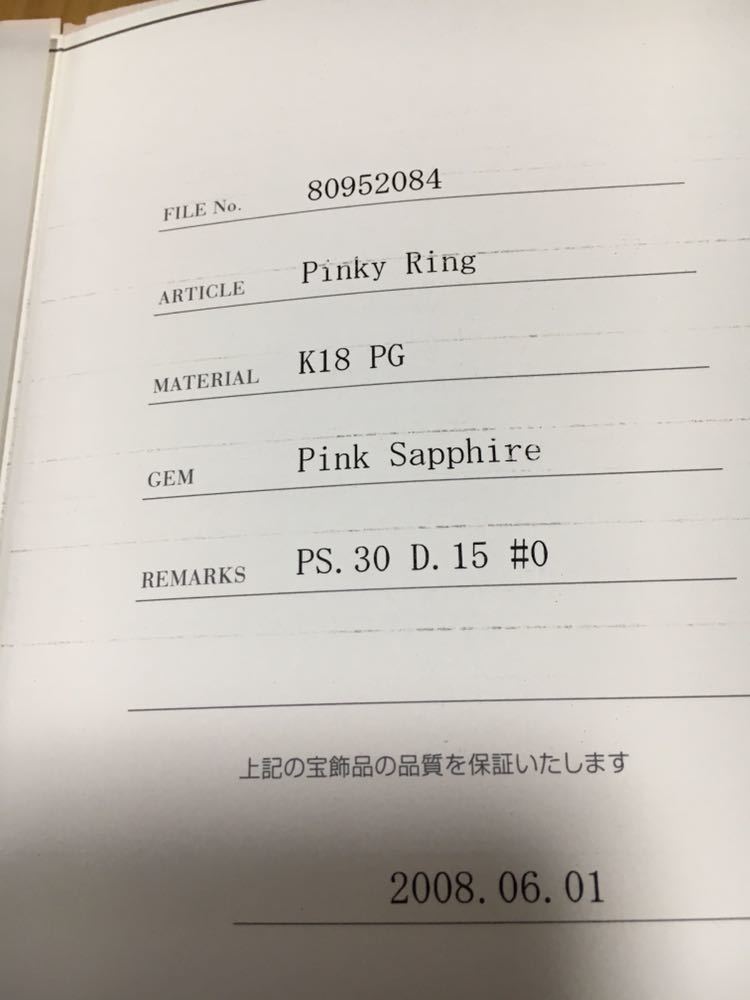 FILE No. 80952084
ARTICLE Pinky Ring
MATERIAL K18 PG
GEM Pink Sapphire
REMARKS PS.30 D.15 #0
上記の宝飾品の品質を保証いたします
2008.06.01